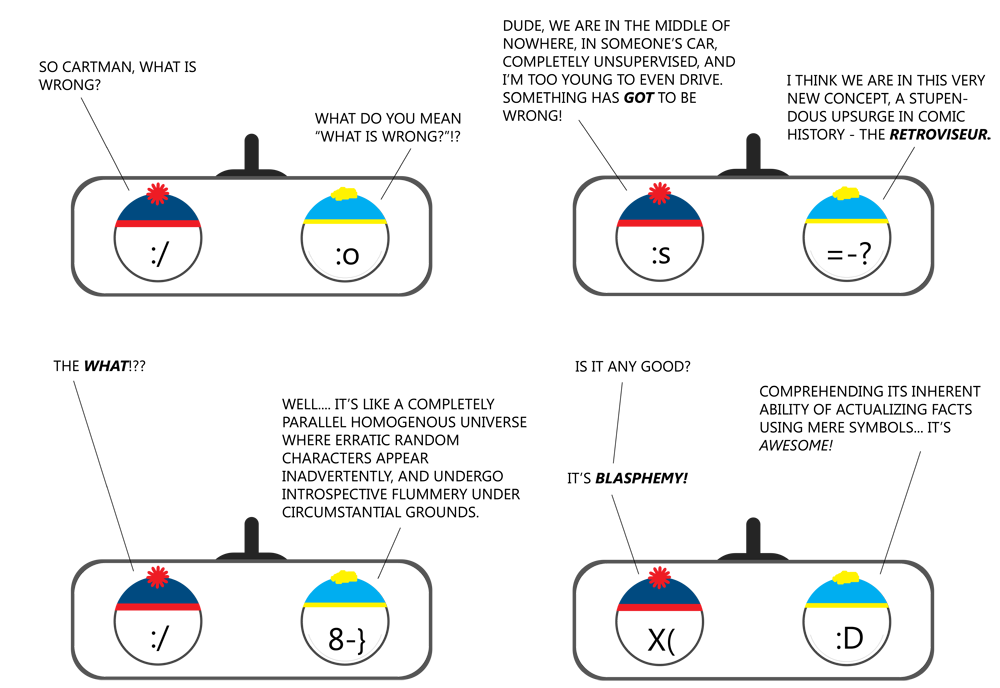 SO CARTMAN, WHAT IS
WRONG?
WHAT DO YOU MEAN
“WHAT IS WRONG?”!?
:/
:o
DUDE, WE ARE IN THE MIDDLE OF
NOWHERE, IN SOMEONE’S CAR,
COMPLETELY UNSUPERVISED, AND
I’M TOO YOUNG TO EVEN DRIVE.
SOMETHING HAS GOT TO BE
WRONG!
I THINK WE ARE IN THIS VERY
NEW CONCEPT, A STUPEN-
DOUS UPSURGE IN COMIC
HISTORY - THE RETROVISEUR.
:s
=-?
THE WHAT!??
WELL.... IT’S LIKE A COMPLETELY
PARALLEL HOMOGENOUS UNIVERSE
WHERE ERRATIC RANDOM
CHARACTERS APPEAR
INADVERTENTLY, AND UNDERGO
INTROSPECTIVE FLUMMERY UNDER
CIRCUMSTANTIAL GROUNDS.
:/
8-}
IS IT ANY GOOD?
COMPREHENDING ITS INHERENT
ABILITY OF ACTUALIZING FACTS
USING MERE SYMBOLS... IT’S
AWESOME!
IT’S BLASPHEMY!
X(
:D